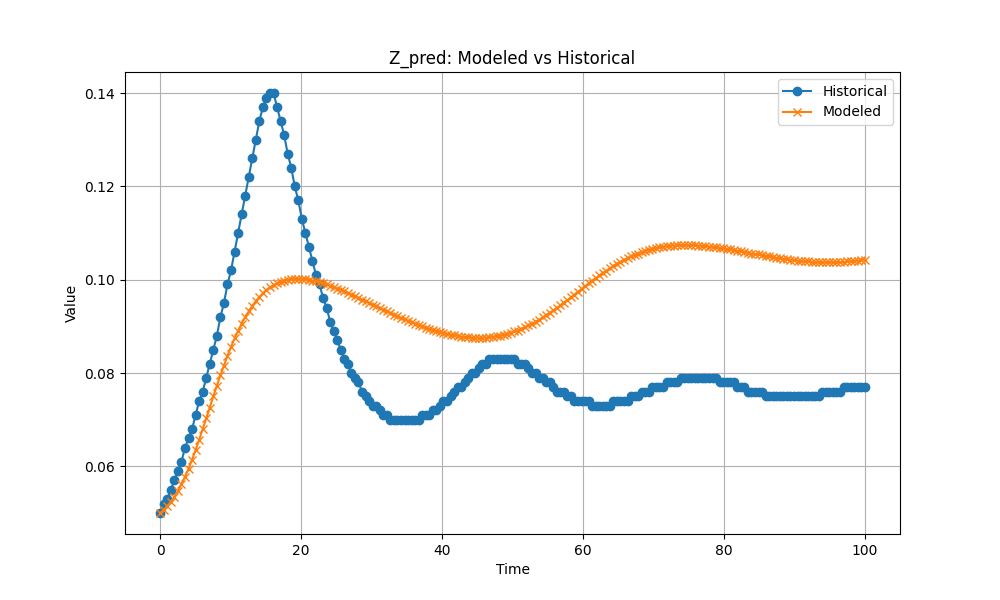 Z_pred: Modeled vs Historical
Historical
Modeled
Value
0.14
0.12
0.10
0.08
0.06
0
20
40
60
80
100
Time